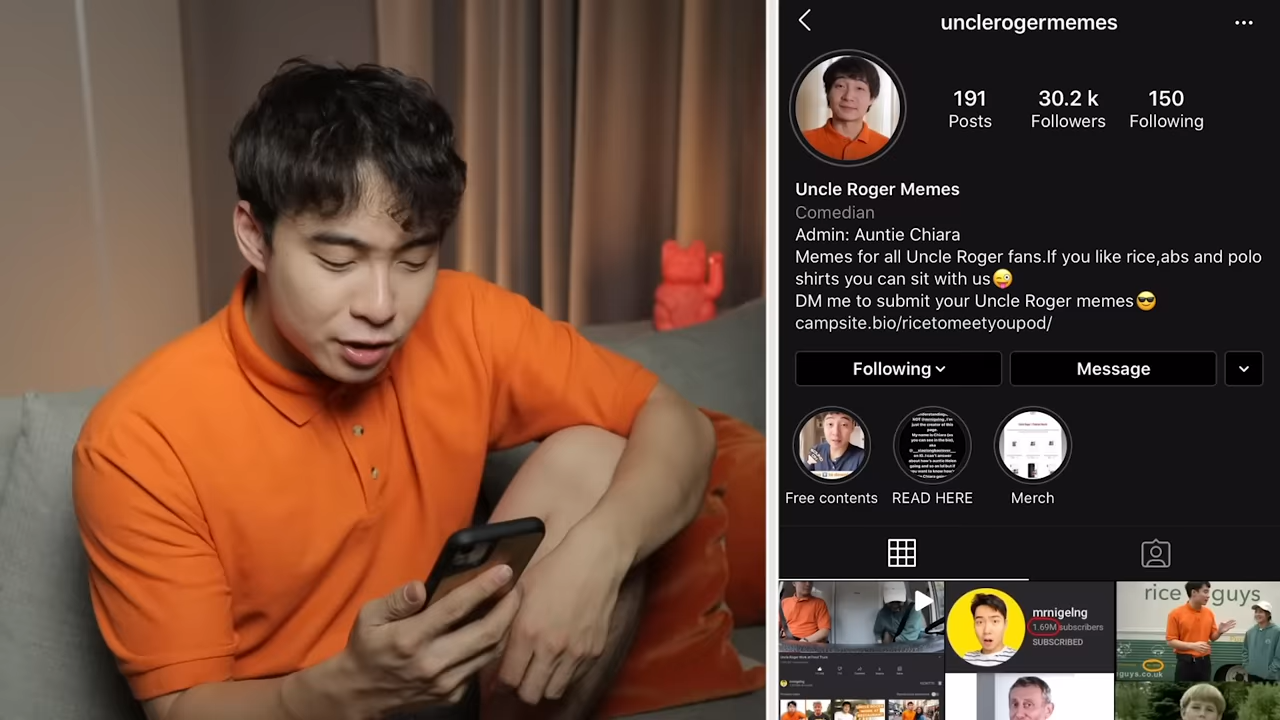 uncleRogermemes
191
30.2 k
150
Posts
Followers
Following
Uncle Roger Memes
Comedian
Admin: Auntie Chiara
Memes for all Uncle Roger fans.If you like rice,abs and polo
shirts you can sit with us😜
DM me to submit your Uncle Roger memes😎
campsite.bio/ricetomeetyoupod/
Following
Message
Free contents
READ HERE
Merch
mrnigelng
1.69M subscribers
SUBSCRIBED
rice guys
guys.co.uk